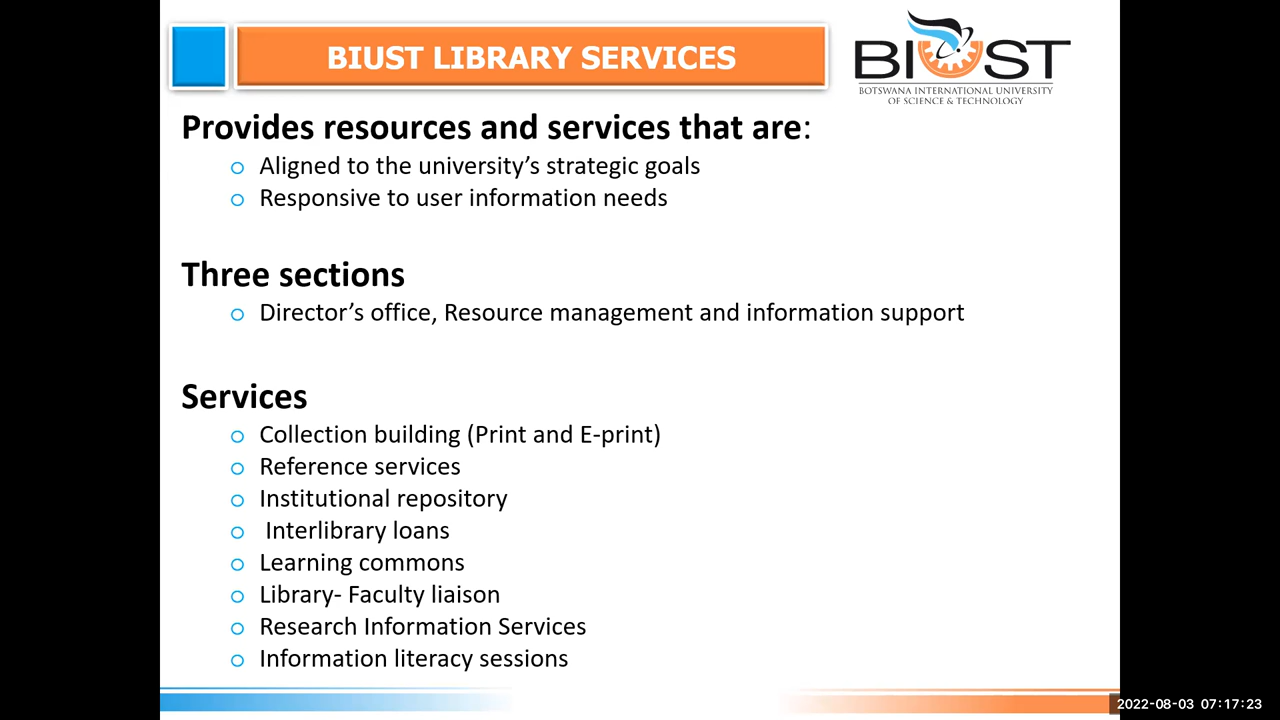 BIUST LIBRARY SERVICES
BIUST
BOTSWANA INTERNATIONAL UNIVERSITY
OF SCIENCE & TECHNOLOGY
Provides resources and services that are:
Aligned to the university’s strategic goals
Responsive to user information needs
Three sections
Director’s office, Resource management and information support
Services
Collection building (Print and E-print)
Reference services
Institutional repository
Interlibrary loans
Learning commons
Library- Faculty liaison
Research Information Services
Information literacy sessions
2022-08-03 07:17:23